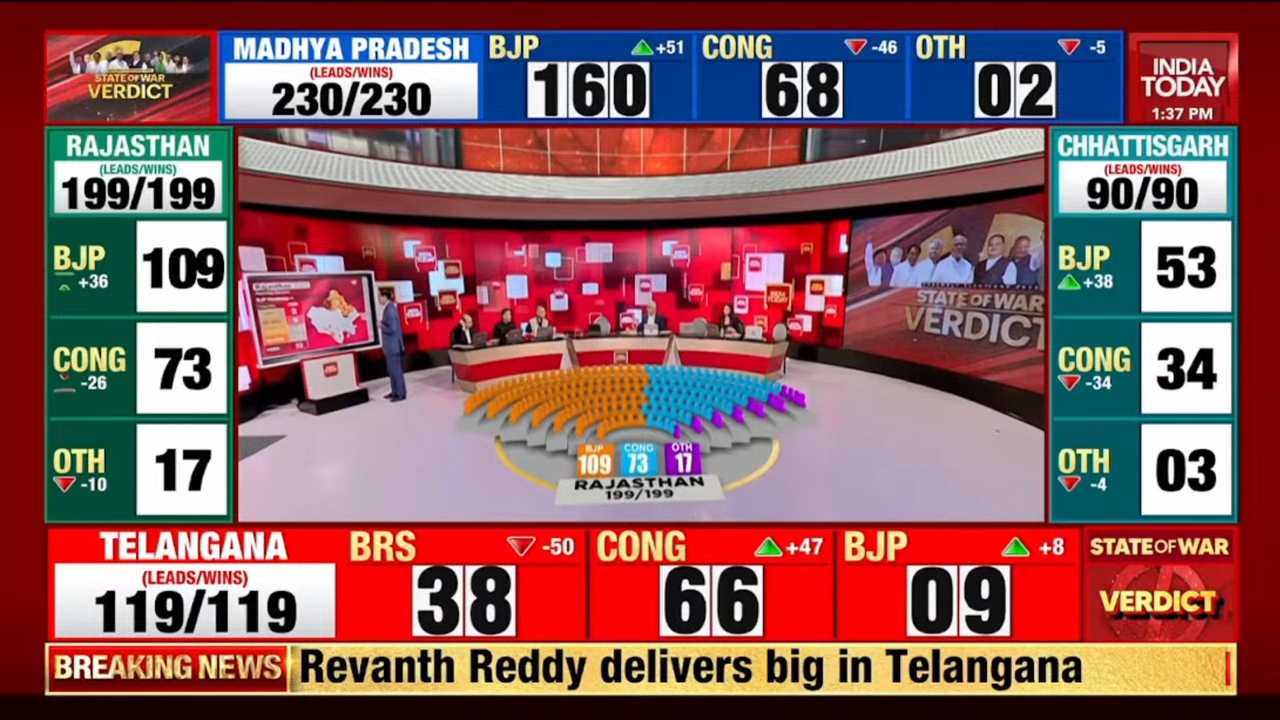 STATE OF WAR
VERDICT
MADHYA PRADESH
(LEADS/WINS)
230/230
BJP +51
160
CONG -46
68
OTH -5
02
INDIA
TODAY
1:37 PM
RAJASTHAN
(LEADS/WINS)
199/199
BJP
+36
109
CONG
-26
73
OTH
-10
17
STATE OF WAR
VERDICT
BJP CONG OTH
109 73 17
RAJASTHAN
199/199
CHHATTISGARH
(LEADS/WINS)
90/90
BJP
+38
53
CONG
-34
34
OTH
-4
03
TELANGANA
(LEADS/WINS)
119/119
BRS -50
38
CONG +47
66
BJP +8
09
STATE OF WAR
VERDICT
BREAKING NEWS Revanth Reddy delivers big in Telangana